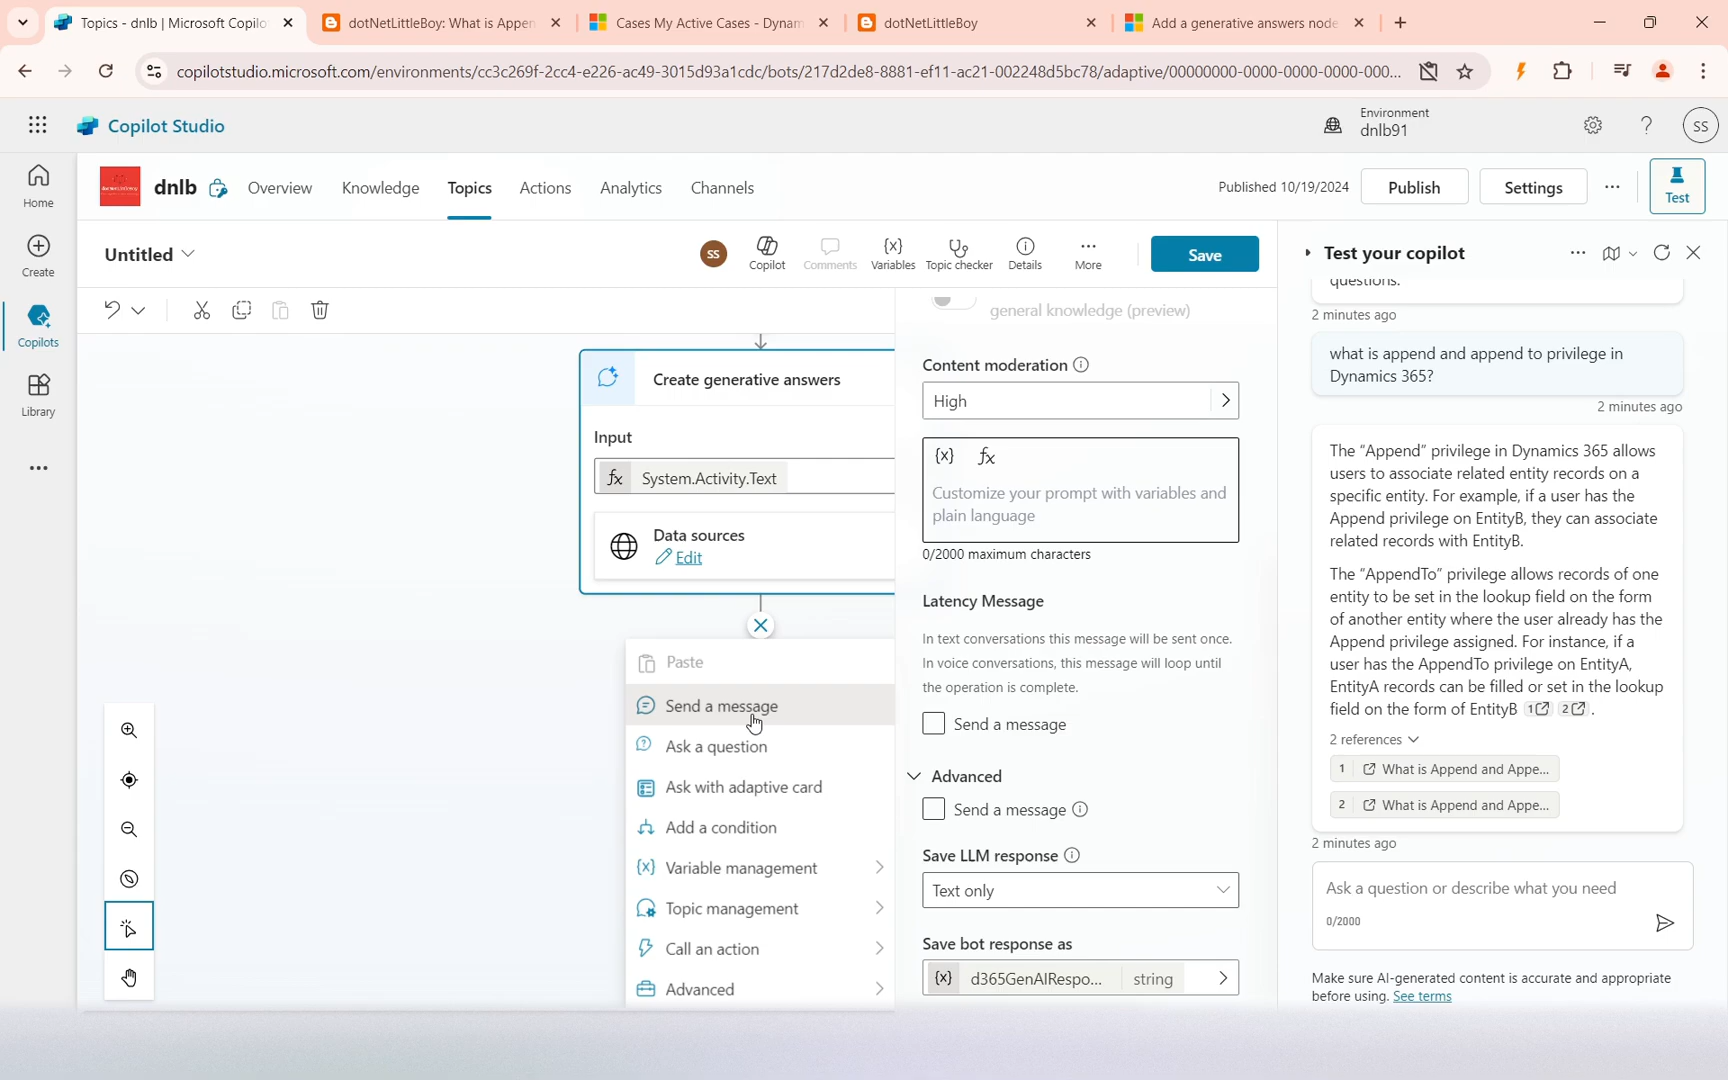 Topics - dnlb | Microsoft Copilo
dotNetLittleBoy: What is Appen
Cases My Active Cases - Dynam
dotNetLittleBoy
Add a generative answers node
copilotstudio.microsoft.com/environments/cc3c269f-2cc4-e226-ac49-3015d93a1cdc/bots/217d2de8-8881-ef11-ac21-002248d5bc78/adaptive/00000000-0000-0000-0000-000...
Copilot Studio
Environment
dnlb91
SS
Home
Create
Copilots
Library
dnlb
Overview
Knowledge
Topics
Actions
Analytics
Channels
Published 10/19/2024
Publish
Settings
Test
Untitled
SS
Copilot
Comments
{x}
Variables
Topic checker
Details
More
Save
Create generative answers
Input
fx System.Activity.Text
Data sources
Edit
Paste
Send a message
Ask a question
Ask with adaptive card
Add a condition
{x} Variable management
Topic management
Call an action
Advanced
general knowledge (preview)
Content moderation
High
{x} fx
Customize your prompt with variables and
plain language
0/2000 maximum characters
Latency Message
In text conversations this message will be sent once.
In voice conversations, this message will loop until
the operation is complete.
Send a message
Advanced
Send a message
Save LLM response
Text only
Save bot response as
{x} d365GenAIRespo... string
Test your copilot
questions.
2 minutes ago
what is append and append to privilege in
Dynamics 365?
2 minutes ago
The “Append” privilege in Dynamics 365 allows
users to associate related entity records on a
specific entity. For example, if a user has the
Append privilege on EntityB, they can associate
related records with EntityB.
The “AppendTo” privilege allows records of one
entity to be set in the lookup field on the form
of another entity where the user already has the
Append privilege assigned. For instance, if a
user has the AppendTo privilege on EntityA,
EntityA records can be filled or set in the lookup
field on the form of EntityB 1 2 .
2 references
1 What is Append and Appe...
2 What is Append and Appe...
2 minutes ago
Ask a question or describe what you need
0/2000
Make sure AI-generated content is accurate and appropriate
before using. See terms